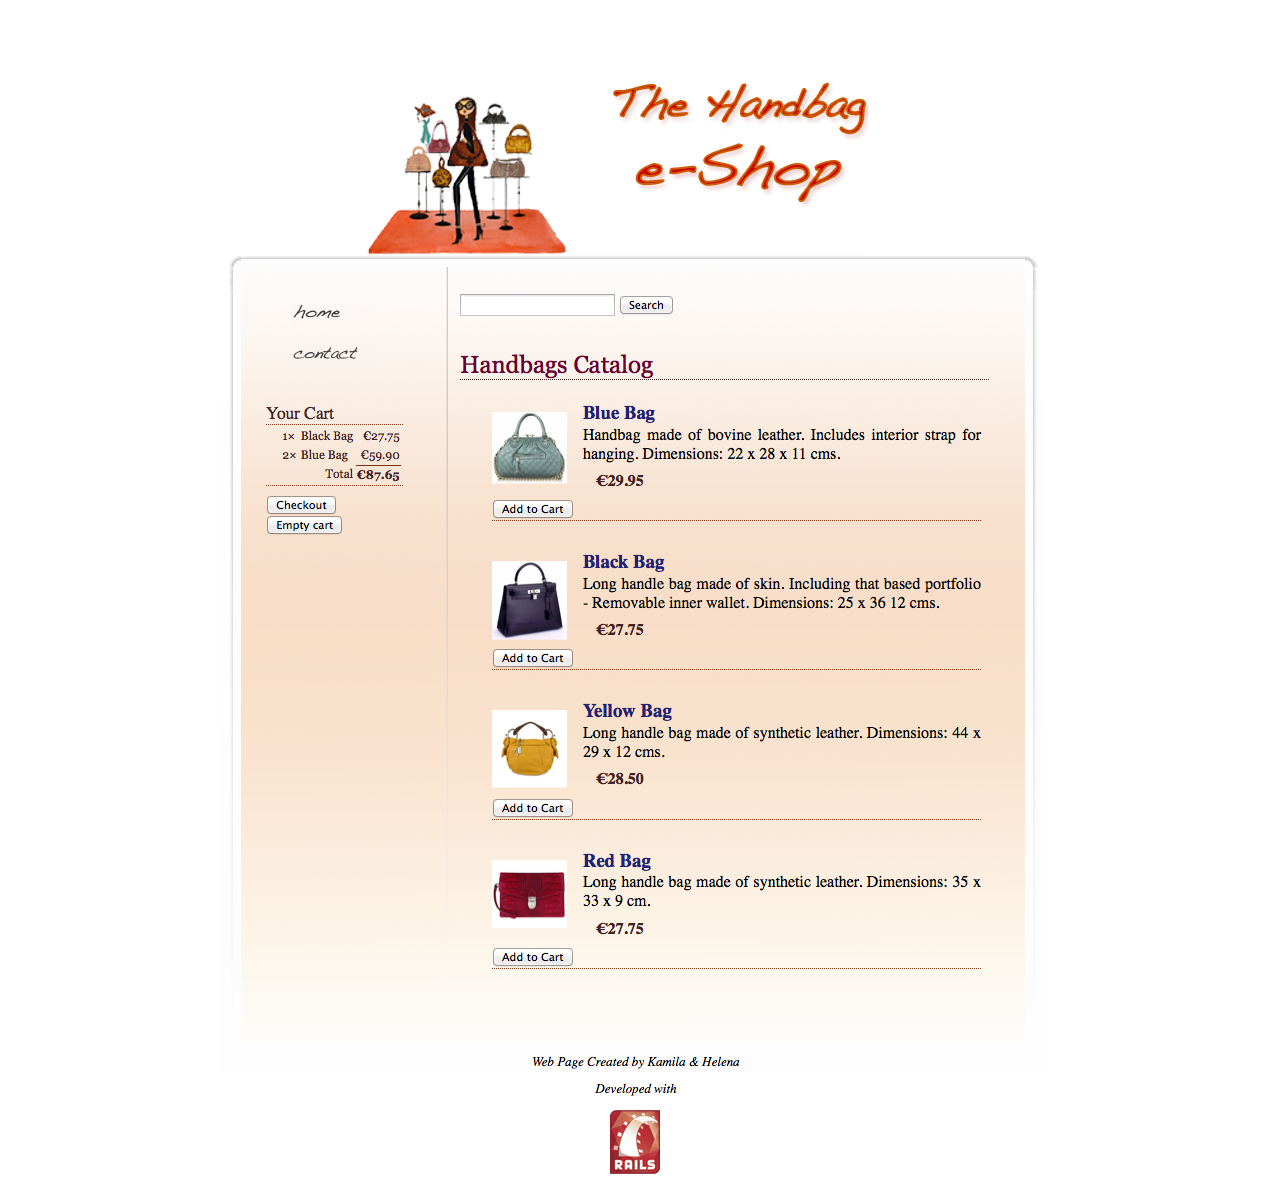 The Handbag
e-Shop
home
contact
Your Cart
1× Black Bag €27.75
2× Blue Bag €59.90
Total €87.65
Checkout
Empty cart
Search
Handbags Catalog
Blue Bag
Handbag made of bovine leather. Includes interior strap for
hanging. Dimensions: 22 x 28 x 11 cms.
€29.95
Add to Cart
Black Bag
Long handle bag made of skin. Including that based portfolio
- Removable inner wallet. Dimensions: 25 x 36 12 cms.
€27.75
Add to Cart
Yellow Bag
Long handle bag made of synthetic leather. Dimensions: 44 x
29 x 12 cms.
€28.50
Add to Cart
Red Bag
Long handle bag made of synthetic leather. Dimensions: 35 x
33 x 9 cm.
€27.75
Add to Cart
Web Page Created by Kamila & Helena
Developed with
RAILS